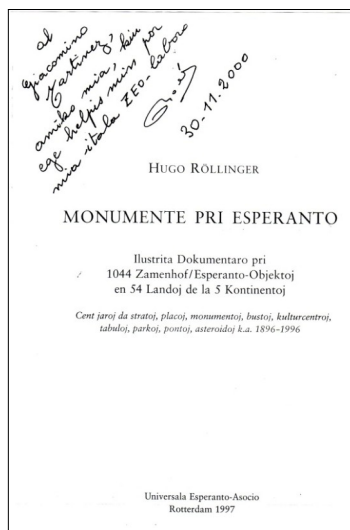 al
Giacomino
Martinez,
amiko mia, kiu
ege helpis min por
mia itala ZEO-laboro
30-11.2000
HUGO RÖLLINGER
MONUMENTE PRI ESPERANTO
Ilustrita Dokumentaro pri
1044 Zamenhof/Esperanto-Objektoj
en 54 Landoj de la 5 Kontinentoj
Cent jaroj da stratoj, placoj, monumentoj, bustoj, kulturcentroj,
tabuloj, parkoj, pontoj, asteroidoj k.a. 1896-1996
Universala Esperanto-Asocio
Rotterdam 1997